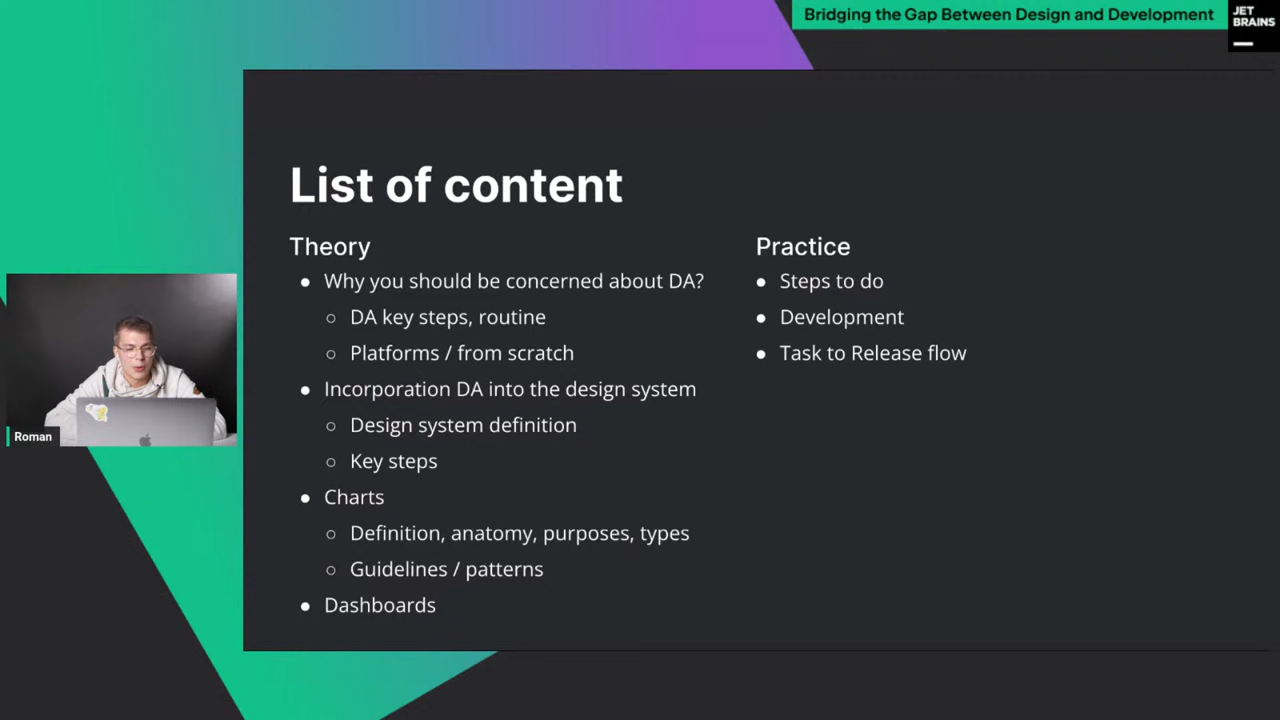 Bridging the Gap Between Design and Development
JET
BRAINS
List of content
Theory
● Why you should be concerned about DA?
○ DA key steps, routine
○ Platforms / from scratch
● Incorporation DA into the design system
○ Design system definition
○ Key steps
● Charts
○ Definition, anatomy, purposes, types
○ Guidelines / patterns
● Dashboards
Practice
● Steps to do
● Development
● Task to Release flow
Roman